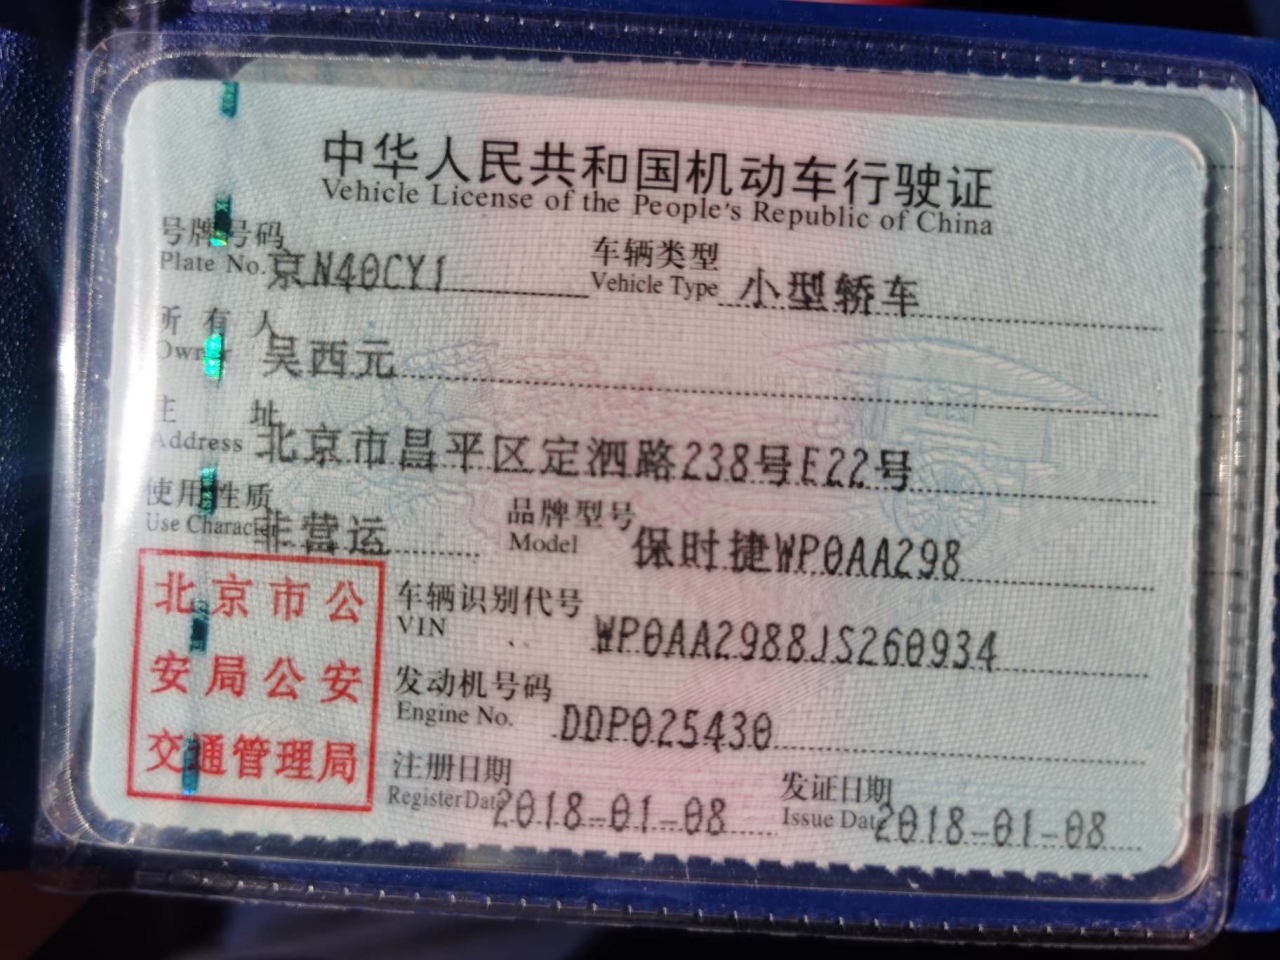 中华人民共和国机动车行驶证
Vehicle License of the People's Republic of China
号牌号码 京N40CY1 车辆类型 小型轿车
Plate No. Vehicle Type
所有人 吴西元
Owner
住址 北京市昌平区定泗路238号E22号
Address
使用性质 非营运 品牌型号 保时捷WP0AA298
Use Character Model
北京市公
安局公安
交通管理局
车辆识别代号 WP0AA2988JS260934
VIN
发动机号码 DDP025430
Engine No.
注册日期 2018-01-08 发证日期 2018-01-08
Register Date Issue Date